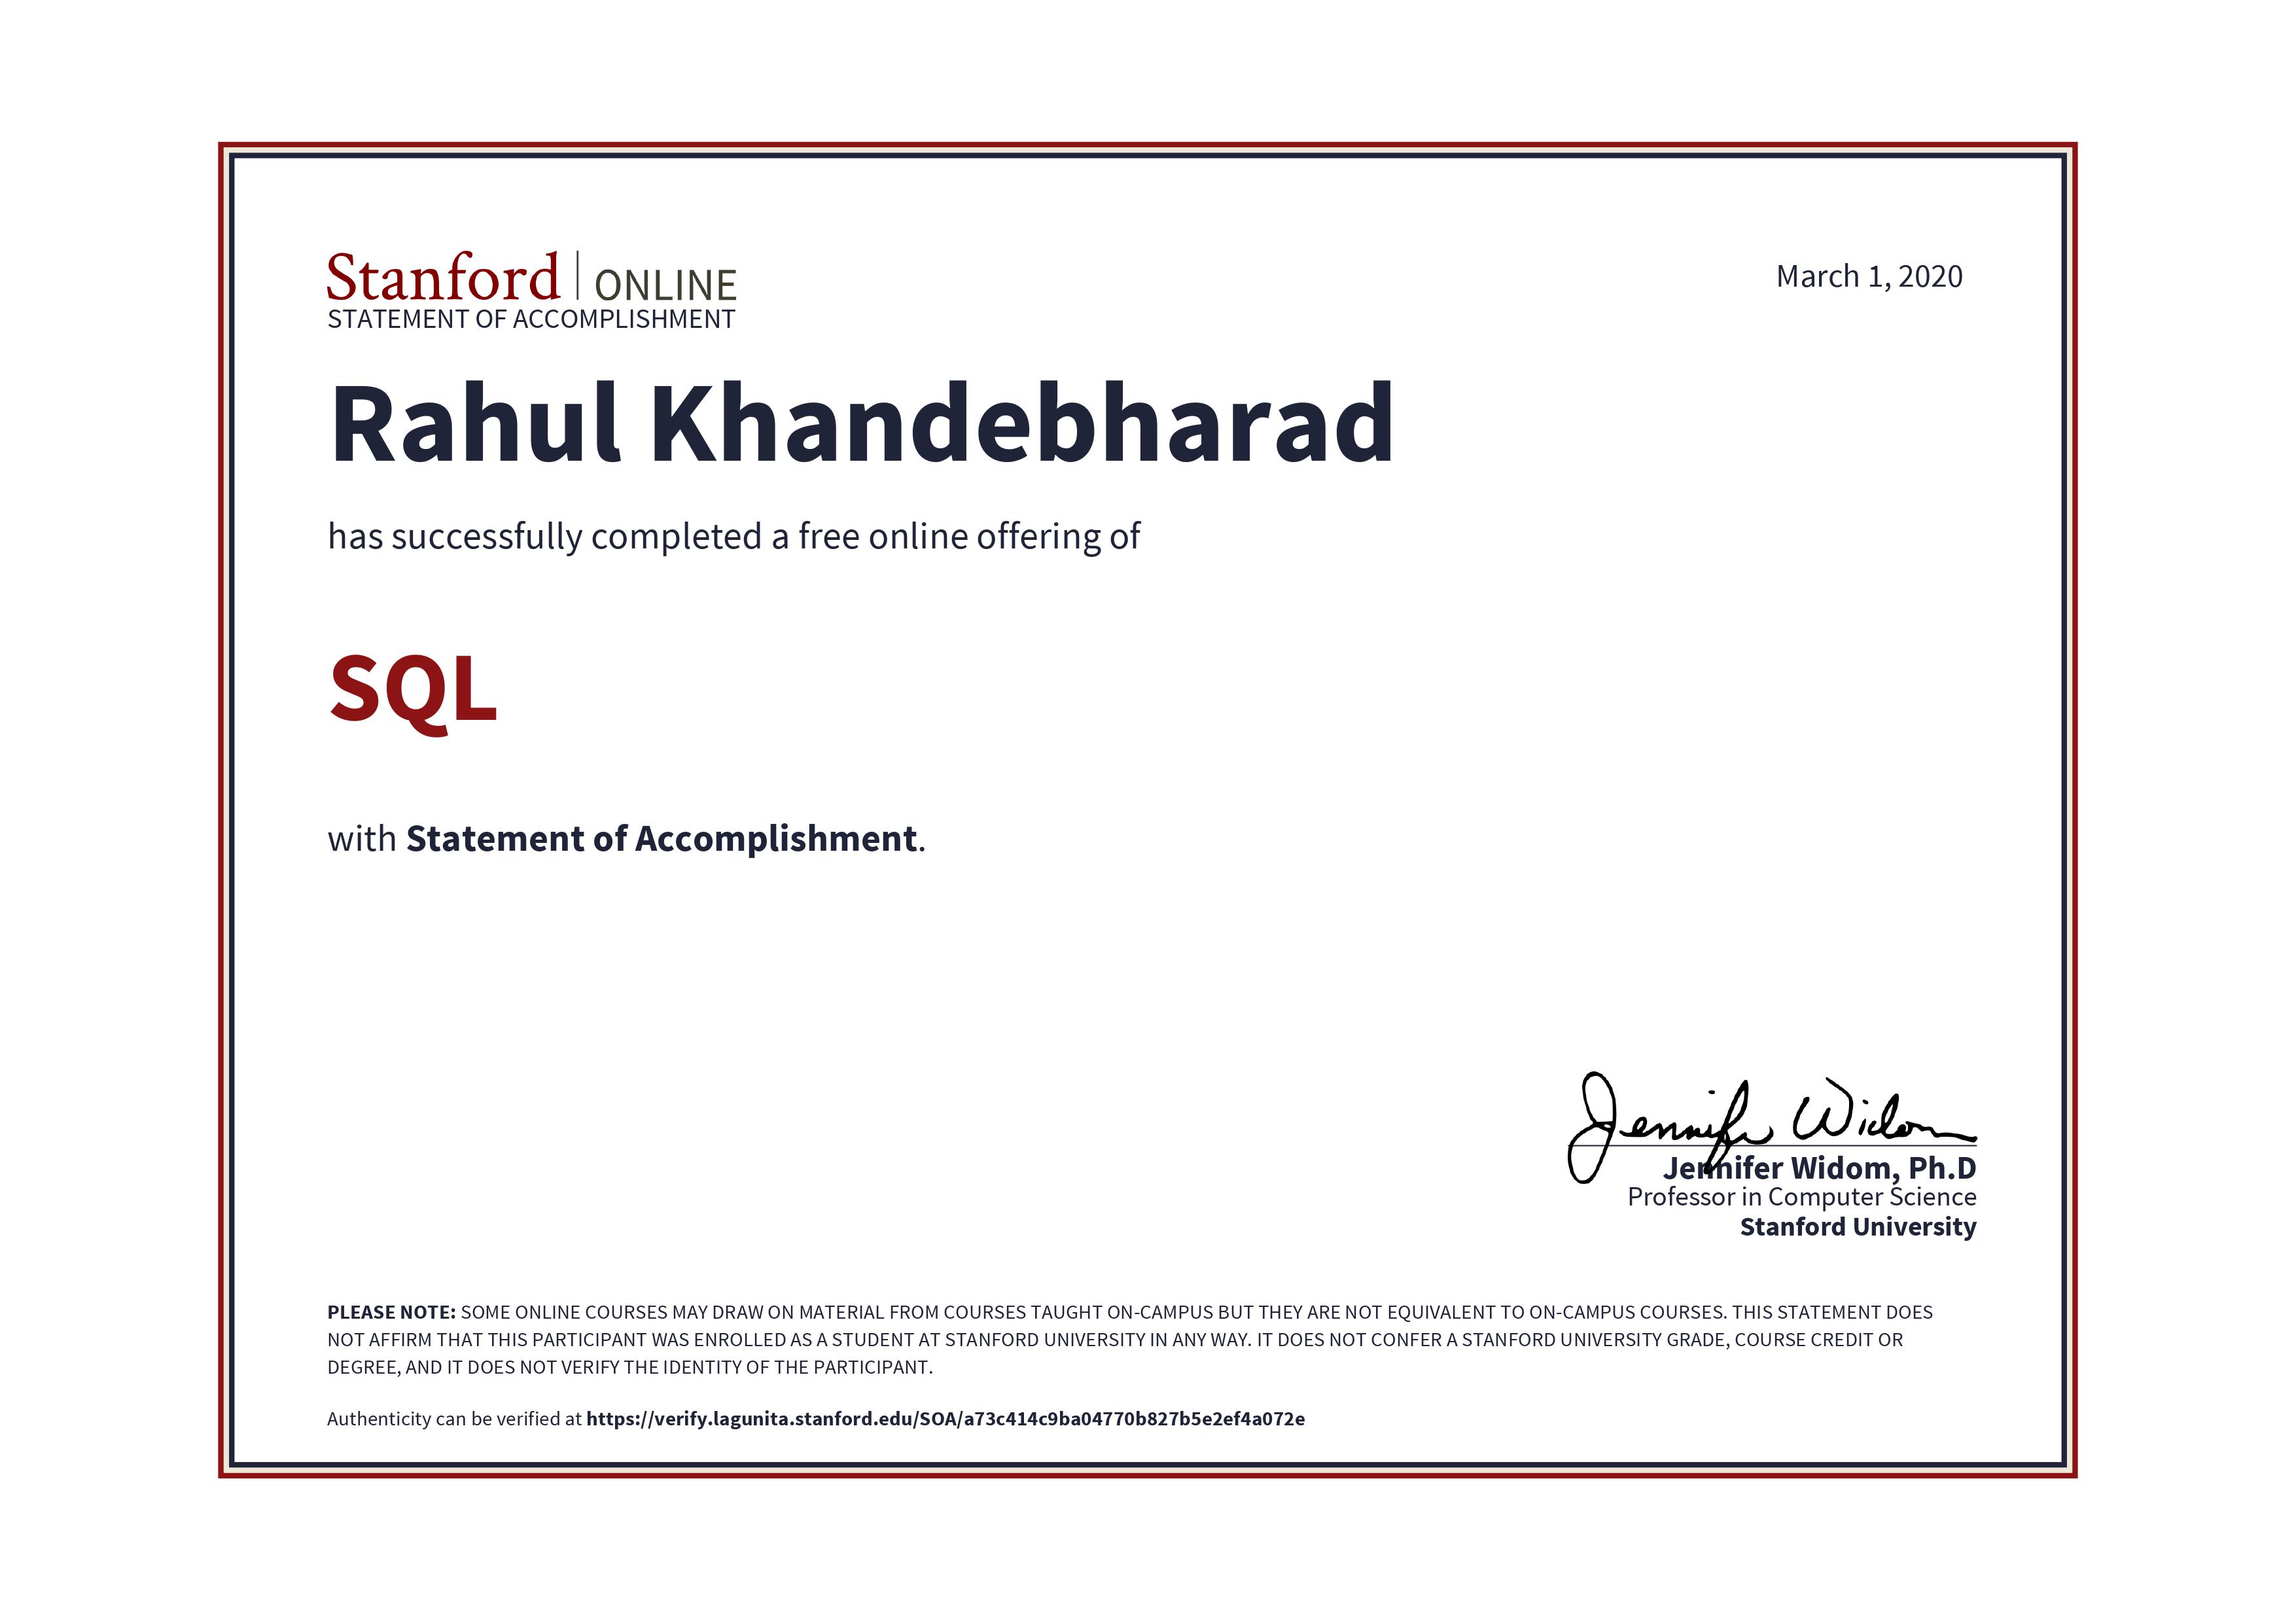 Stanford | ONLINE
March 1, 2020
STATEMENT OF ACCOMPLISHMENT
Rahul Khandebharad
has successfully completed a free online offering of
SQL
with Statement of Accomplishment.
Jennifer Widom
Jennifer Widom, Ph.D
Professor in Computer Science
Stanford University
PLEASE NOTE: SOME ONLINE COURSES MAY DRAW ON MATERIAL FROM COURSES TAUGHT ON-CAMPUS BUT THEY ARE NOT EQUIVALENT TO ON-CAMPUS COURSES. THIS STATEMENT DOES
NOT AFFIRM THAT THIS PARTICIPANT WAS ENROLLED AS A STUDENT AT STANFORD UNIVERSITY IN ANY WAY. IT DOES NOT CONFER A STANFORD UNIVERSITY GRADE, COURSE CREDIT OR
DEGREE, AND IT DOES NOT VERIFY THE IDENTITY OF THE PARTICIPANT.
Authenticity can be verified at https://verify.lagunita.stanford.edu/SOA/a73c414c9ba04770b827b5e2ef4a072e